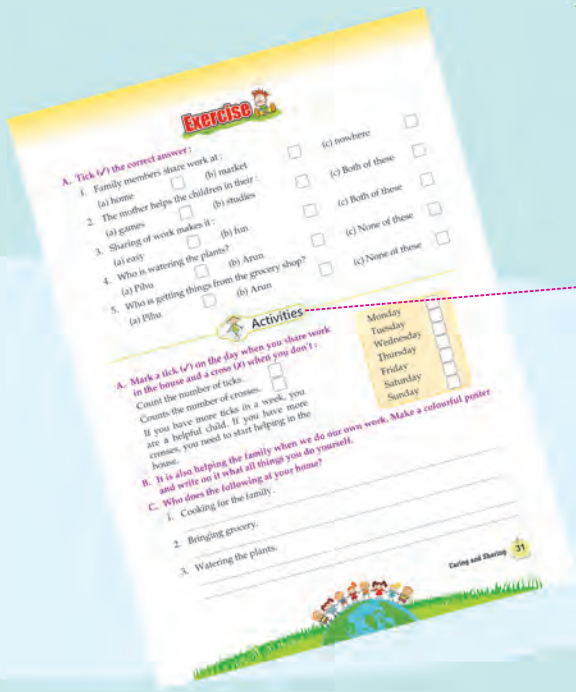 Exercise
A. Tick (✓) the correct answer :
1. Family members share work at :
(a) home (b) market (c) nowhere
2. The mother helps the children in their :
(a) games (b) studies (c) Both of these
3. Sharing of work makes it :
(a) easy (b) fun (c) Both of these
4. Who is watering the plants?
(a) Pihu (b) Arun (c) None of these
5. Who is getting things from the grocery shop?
(a) Pihu (b) Arun (c) None of these
Activities
A. Mark a tick (✓) on the day when you share work
in the house and a cross (✗) when you don't :
Count the number of ticks.
Counts the number of crosses.
If you have more ticks in a week, you
are a helpful child. If you have more
crosses, you need to start helping in the
house.
Monday
Tuesday
Wednesday
Thursday
Friday
Saturday
Sunday
B. It is also helping the family when we do our own work. Make a colourful poster
and write on it what all things you do yourself.
C. Who does the following at your home?
1. Cooking for the family.
2. Bringing grocery.
3. Watering the plants.
Caring and Sharing 31